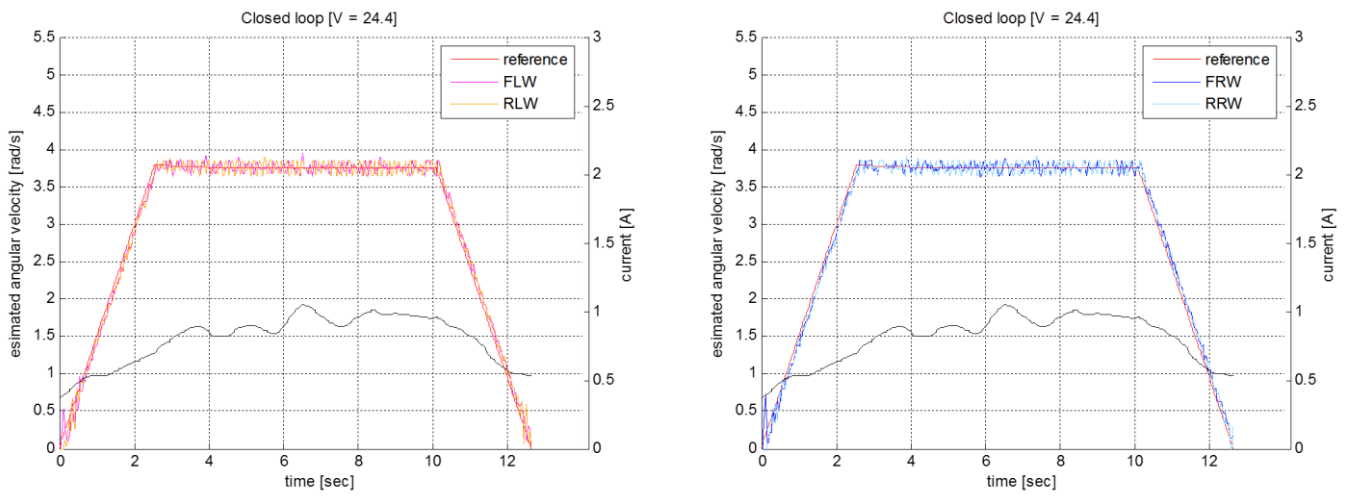 Closed loop [V = 24.4]
esimated angular velocity [rad/s]
5.5
5
4.5
4
3.5
3
2.5
2
1.5
1
0.5
0
reference
FLW
RLW
3
2.5
2
1.5
1
0.5
0
current [A]
0 2 4 6 8 10 12
time [sec]
Closed loop [V = 24.4]
esimated angular velocity [rad/s]
5.5
5
4.5
4
3.5
3
2.5
2
1.5
1
0.5
0
reference
FRW
RRW
3
2.5
2
1.5
1
0.5
0
current [A]
0 2 4 6 8 10 12
time [sec]